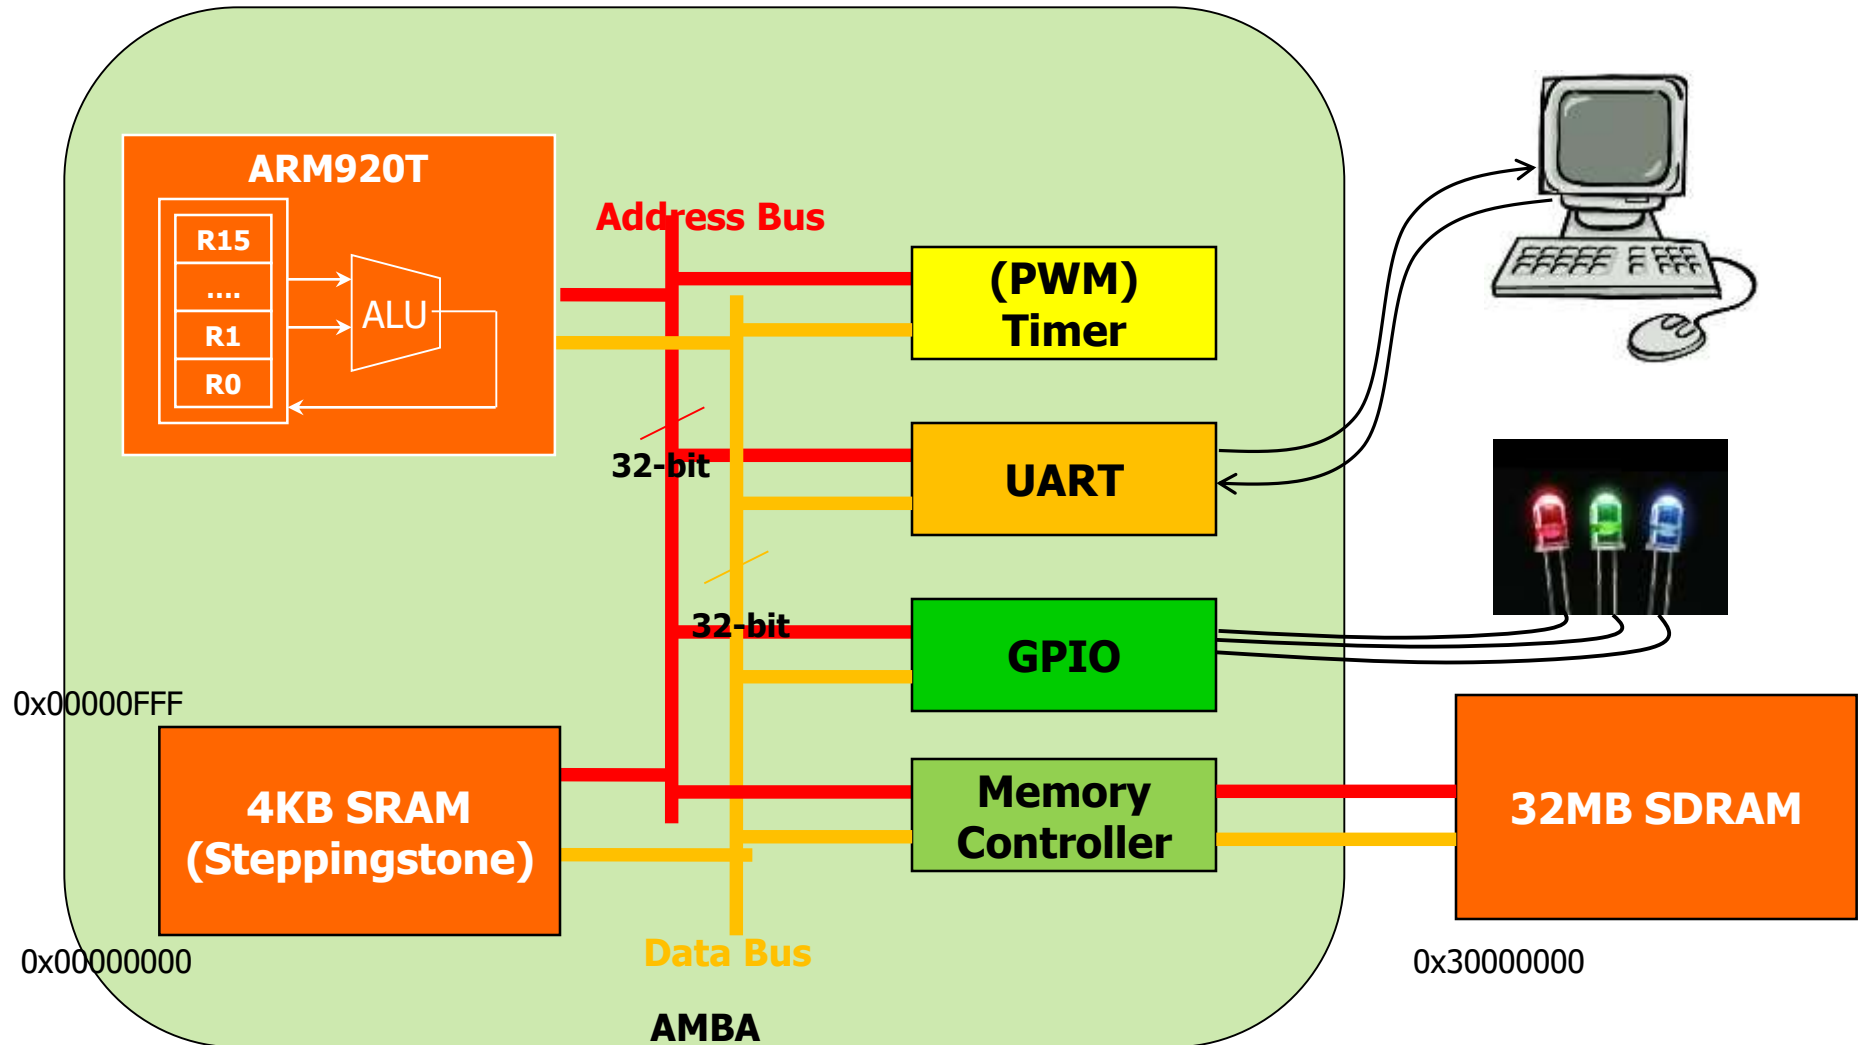 ARM920T
R15
....
R1
R0
ALU
Address Bus
(PWM)
Timer
32-bit
UART
32-bit
GPIO
0x00000FFF
4KB SRAM
(Steppingstone)
Memory
Controller
32MB SDRAM
0x00000000
Data Bus
0x30000000
AMBA